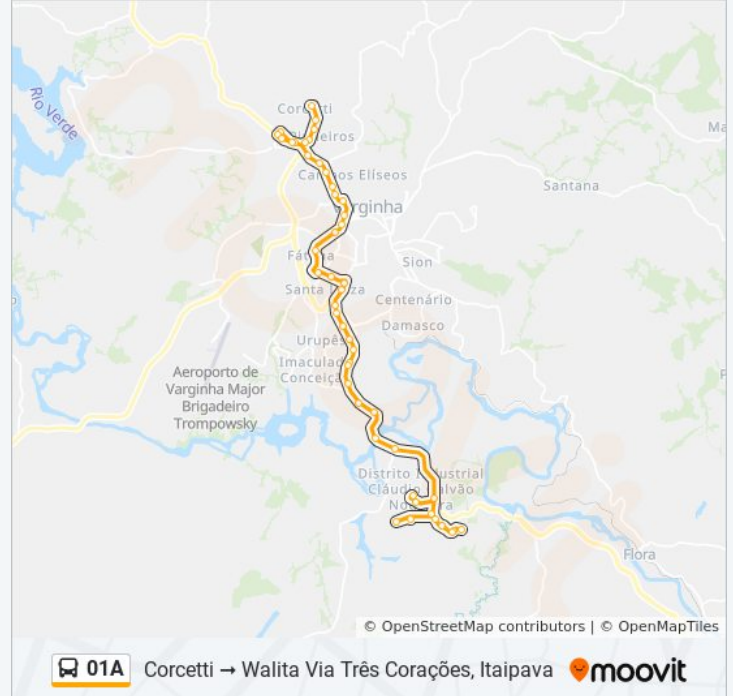 Rio Verde
Corcetti
Ma
Campos Elíseos
Santana
Varginha
Fátima
Sion
Santa Luiza
Centenário
Damasco
Urupês
Imaculada
Conceição
Aeroporto de
Varginha Major
Brigadeiro
Trompowsky
Distrito Industrial
Cláudio Galvão
Nogueira
Flora
© OpenStreetMap contributors | © OpenMapTiles
01A Corcetti → Walita Via Três Corações, Itaipava moovit